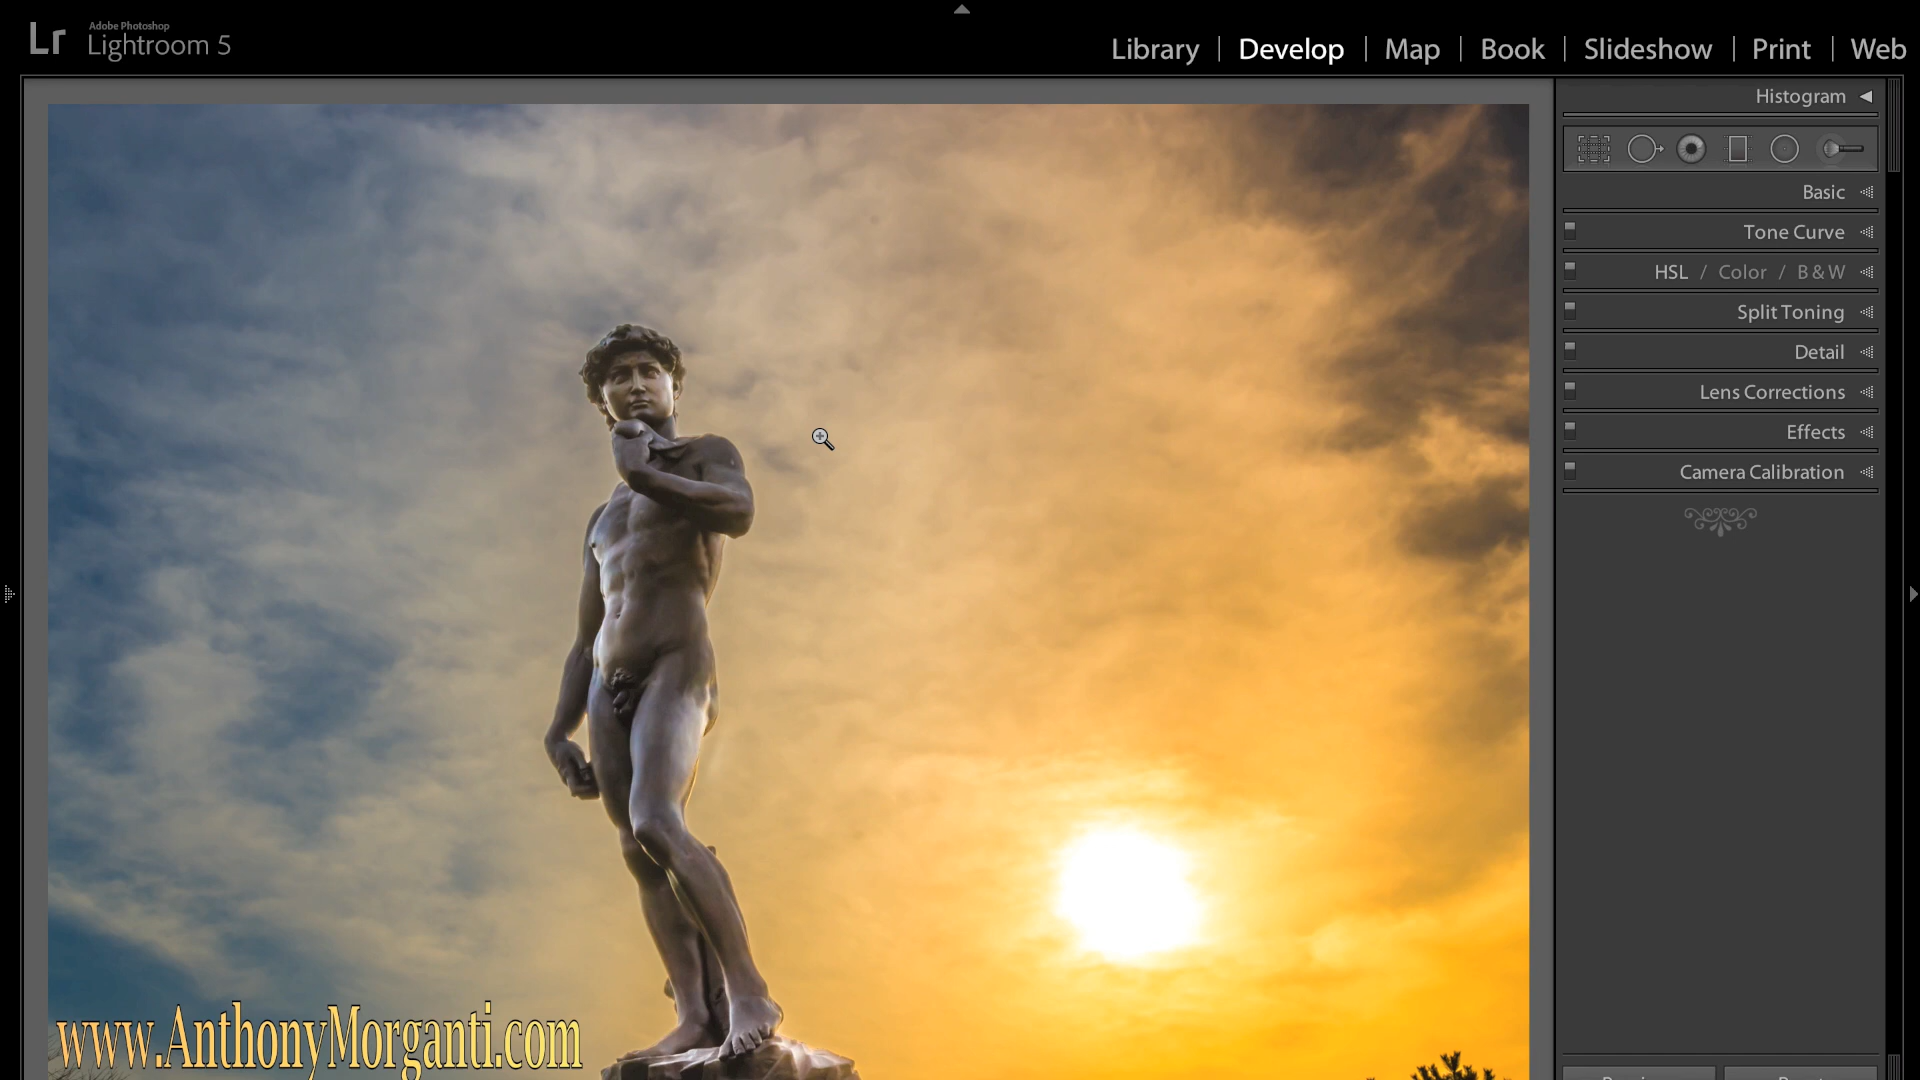 Lr
Adobe Photoshop
Lightroom 5
Library | Develop | Map | Book | Slideshow | Print | Web
Histogram
Basic
Tone Curve
HSL / Color / B & W
Split Toning
Detail
Lens Corrections
Effects
Camera Calibration
www.AnthonyMorganti.com